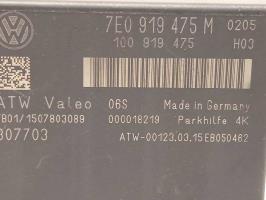 7E0 919 475 M 0205
1Q0 919 475 H03
ATW Valeo 06S Made in Germany
B01/1507803089 000018219 Parkhilfe 4K
307703 ATW-00123.03.15EB050462